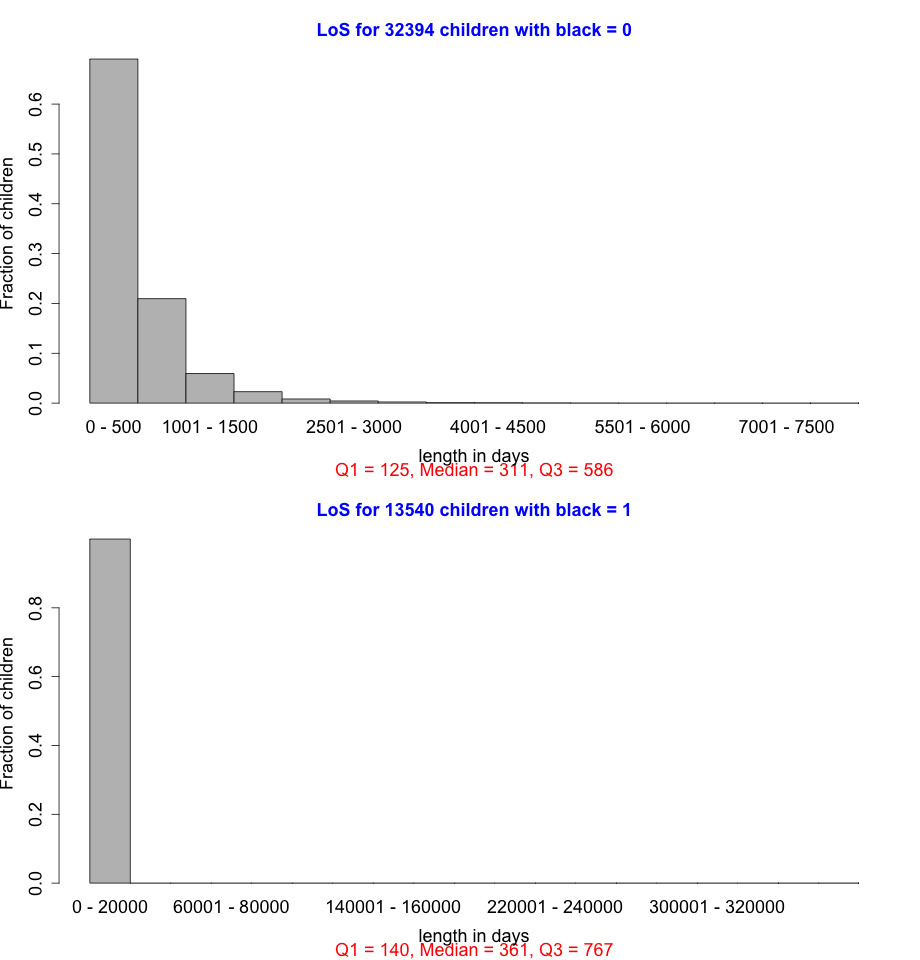 LoS for 32394 children with black = 0
Fraction of children
0.6
0.5
0.4
0.3
0.2
0.1
0.0
0 - 500 1001 - 1500 2501 - 3000 4001 - 4500 5501 - 6000 7001 - 7500
length in days
Q1 = 125, Median = 311, Q3 = 586
LoS for 13540 children with black = 1
Fraction of children
0.8
0.6
0.4
0.2
0.0
0 - 20000 60001 - 80000 140001 - 160000 220001 - 240000 300001 - 320000
length in days
Q1 = 140, Median = 361, Q3 = 767